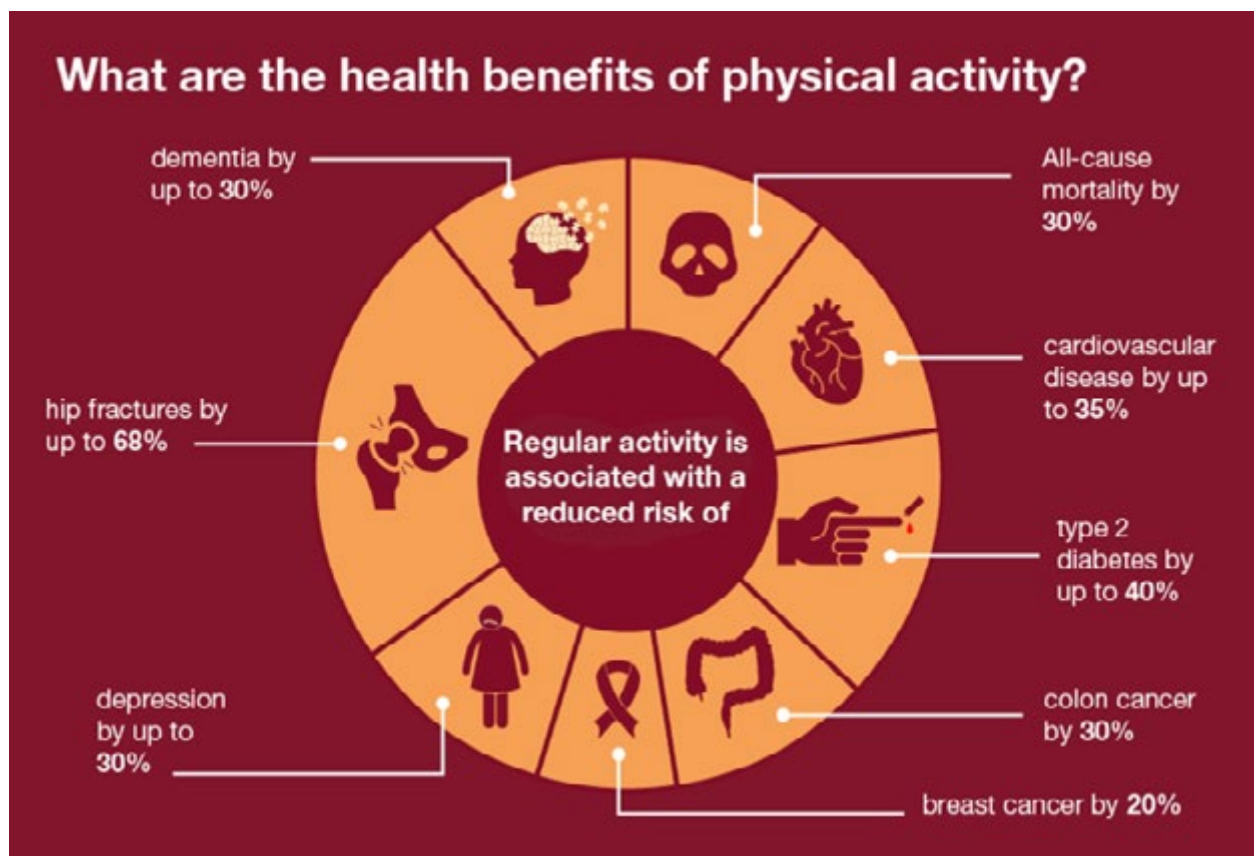 What are the health benefits of physical activity?
dementia by
up to 30%
All-cause
mortality by
30%
cardiovascular
disease by up
to 35%
hip fractures by
up to 68%
Regular activity is
associated with a
reduced risk of
type 2
diabetes by
up to 40%
depression
by up to
30%
colon cancer
by 30%
breast cancer by 20%